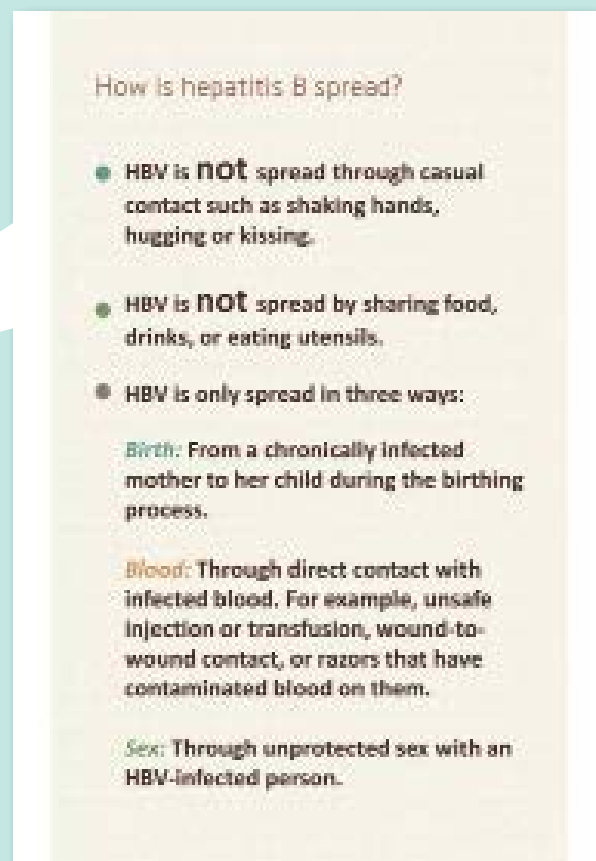 How is hepatitis B spread?
HBV is not spread through casual
contact such as shaking hands,
hugging or kissing.
HBV is not spread by sharing food,
drinks, or eating utensils.
HBV is only spread in three ways:
Birth: From a chronically infected
mother to her child during the birthing
process.
Blood: Through direct contact with
infected blood. For example, unsafe
injection or transfusion, wound-to-
wound contact, or razors that have
contaminated blood on them.
Sex: Through unprotected sex with an
HBV-infected person.